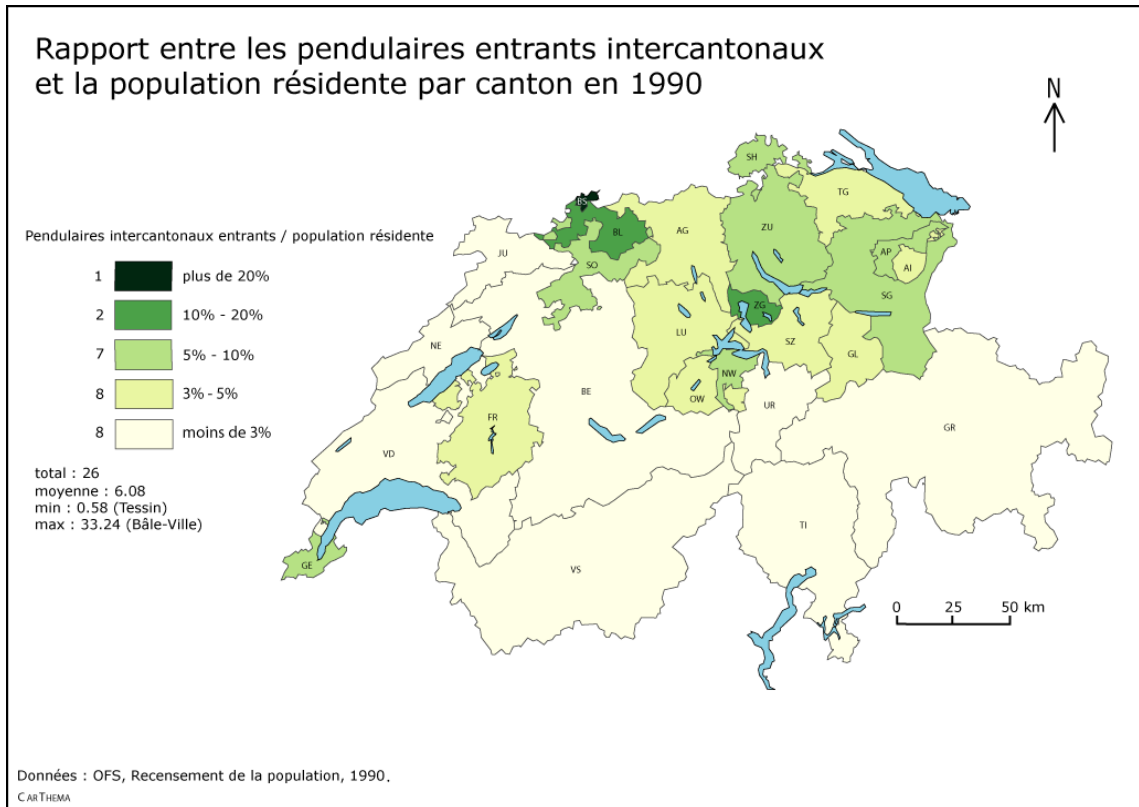 Rapport entre les pendulaires entrants intercantonaux
et la population résidente par canton en 1990
N
Pendulaires intercantonaux entrants / population résidente
1 plus de 20%
2 10% - 20%
7 5% - 10%
8 3% - 5%
8 moins de 3%
total : 26
moyenne : 6.08
min : 0.58 (Tessin)
max : 33.24 (Bâle-Ville)
SH
TG
BS
BL
AG
ZU
AP
AI
JU
SO
SG
ZG
LU
SZ
GL
NE
NW
OW
BE
UR
FR
GR
VD
TI
GE
VS
0 25 50 km
Données : OFS, Recensement de la population, 1990.
CARTHEMA